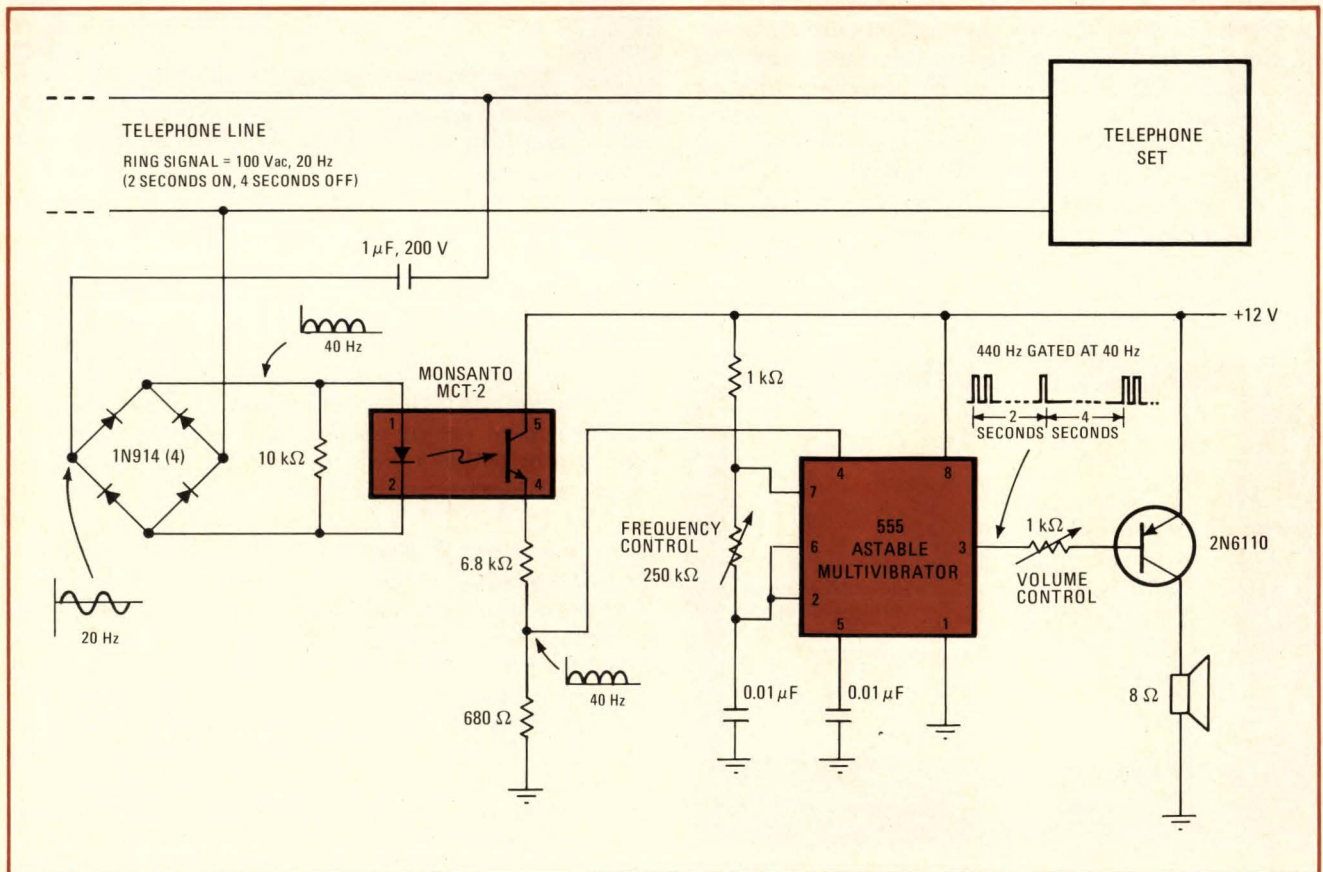 TELEPHONE LINE
RING SIGNAL = 100 Vac, 20 Hz
(2 SECONDS ON, 4 SECONDS OFF)
TELEPHONE
SET
1 μF, 200 V
40 Hz
MONSANTO
MCT-2
1N914 (4)
10 kΩ
1
2
5
4
20 Hz
6.8 kΩ
40 Hz
680 Ω
1 kΩ
FREQUENCY
CONTROL
250 kΩ
0.01 μF
0.01 μF
4
8
7
6
2
5
1
3
555
ASTABLE
MULTIVIBRATOR
+12 V
440 Hz GATED AT 40 Hz
2
SECONDS
4
SECONDS
1 kΩ
VOLUME
CONTROL
2N6110
8 Ω